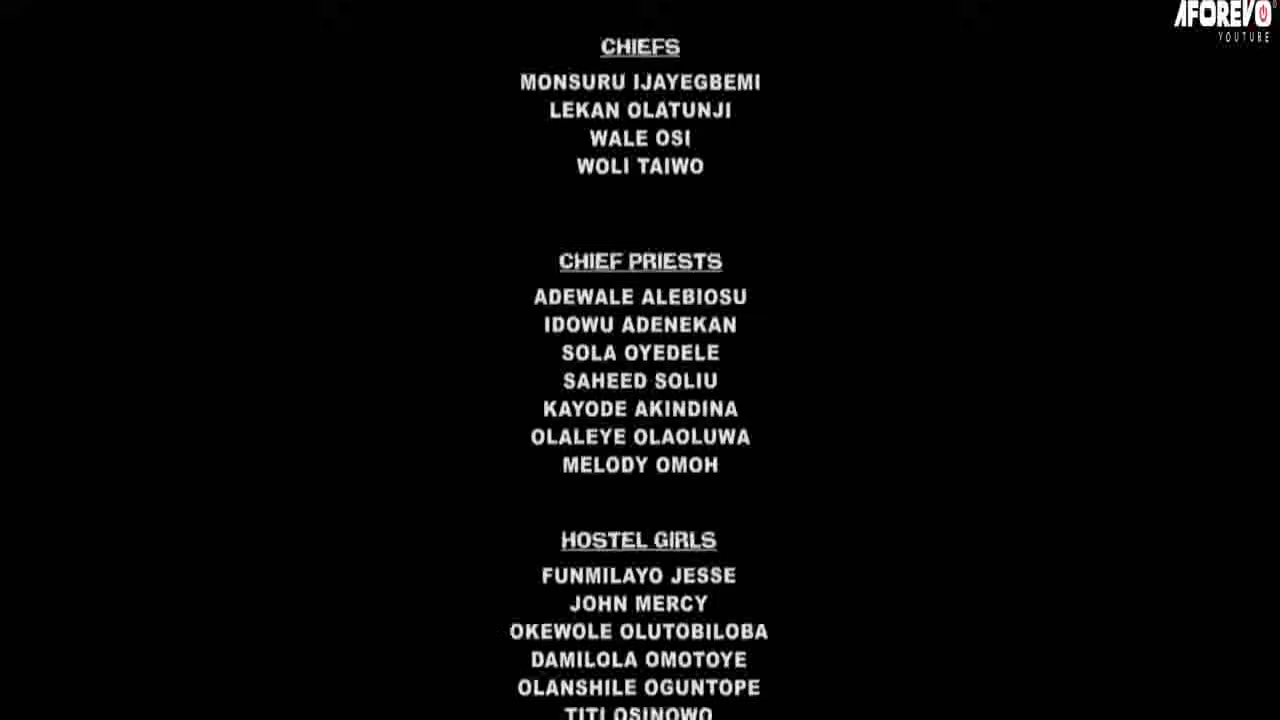 AFOREVO
YOUTUBE
CHIEFS
MONSURU IJAYEGBEMI
LEKAN OLATUNJI
WALE OSI
WOLI TAIWO
CHIEF PRIESTS
ADEWALE ALEBIOSU
IDOWU ADENEKAN
SOLA OYEDELE
SAHEED SOLIU
KAYODE AKINDINA
OLALEYE OLAOLUWA
MELODY OMOH
HOSTEL GIRLS
FUNMILAYO JESSE
JOHN MERCY
OKEWOLE OLUTOBILOBA
DAMILOLA OMOTOYE
OLANSHILE OGUNTOPE
TITI OSINOWO